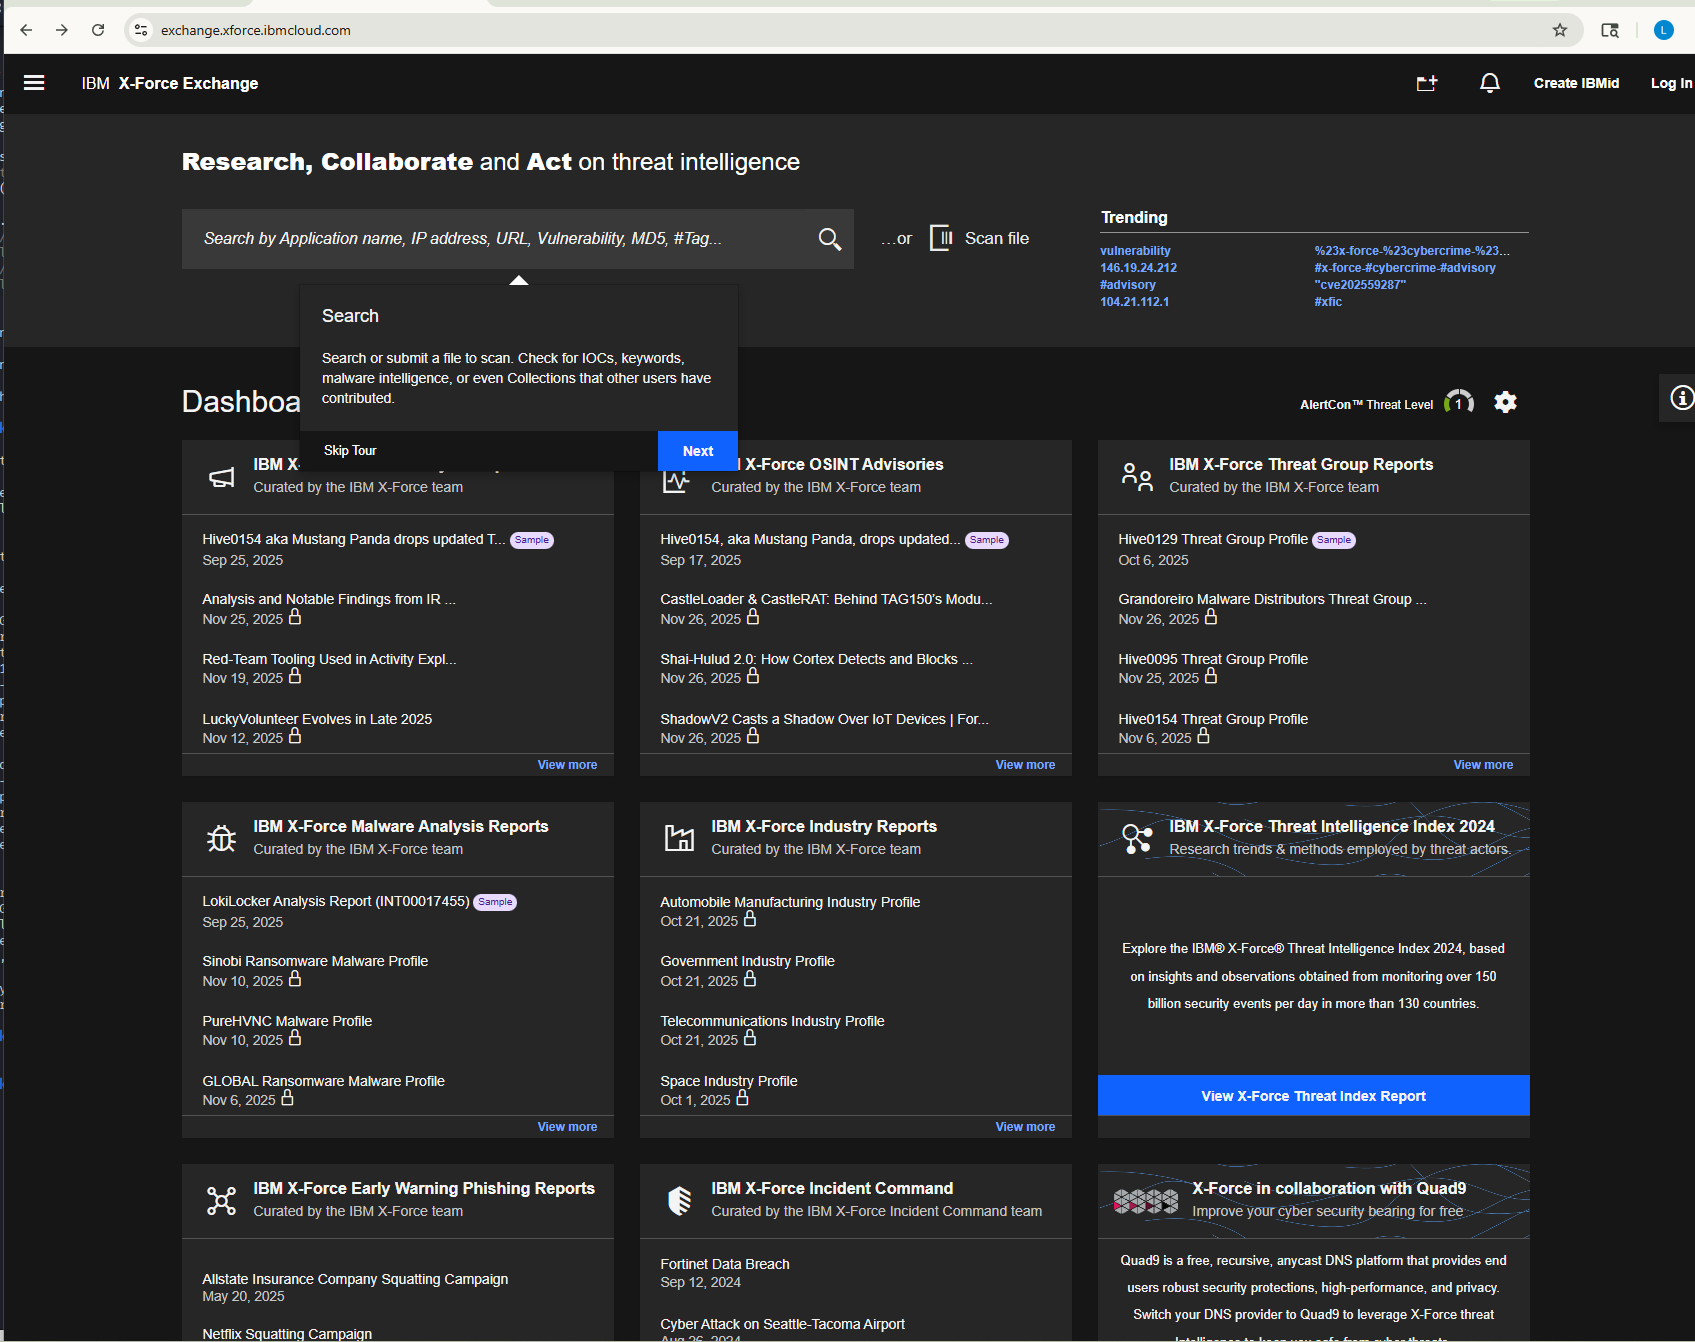 exchange.xforce.ibmcloud.com
L
IBM X-Force Exchange
Create IBMid
Log In
Research, Collaborate and Act on threat intelligence
Search by Application name, IP address, URL, Vulnerability, MD5, #Tag...
...or
Scan file
Trending
vulnerability
146.19.24.212
#advisory
104.21.112.1
%23x-force-%23cybercrime-%23...
#x-force-#cybercrime-#advisory
"cve202559287"
#xfic
Search
Search or submit a file to scan. Check for IOCs, keywords,
malware intelligence, or even Collections that other users have
contributed.
Skip Tour
Next
Dashboa
AlertCon™ Threat Level
1
IBM X-
Curated by the IBM X-Force team
Hive0154 aka Mustang Panda drops updated T... Sample
Sep 25, 2025
Analysis and Notable Findings from IR ...
Nov 25, 2025
Red-Team Tooling Used in Activity Expl...
Nov 19, 2025
LuckyVolunteer Evolves in Late 2025
Nov 12, 2025
View more
X-Force OSINT Advisories
Curated by the IBM X-Force team
Hive0154, aka Mustang Panda, drops updated... Sample
Sep 17, 2025
CastleLoader & CastleRAT: Behind TAG150's Modu...
Nov 26, 2025
Shai-Hulud 2.0: How Cortex Detects and Blocks ...
Nov 26, 2025
ShadowV2 Casts a Shadow Over IoT Devices | For...
Nov 26, 2025
View more
IBM X-Force Threat Group Reports
Curated by the IBM X-Force team
Hive0129 Threat Group Profile Sample
Oct 6, 2025
Grandoreiro Malware Distributors Threat Group ...
Nov 26, 2025
Hive0095 Threat Group Profile
Nov 25, 2025
Hive0154 Threat Group Profile
Nov 6, 2025
View more
IBM X-Force Malware Analysis Reports
Curated by the IBM X-Force team
LokiLocker Analysis Report (INT00017455) Sample
Sep 25, 2025
Sinobi Ransomware Malware Profile
Nov 10, 2025
PureHVNC Malware Profile
Nov 10, 2025
GLOBAL Ransomware Malware Profile
Nov 6, 2025
View more
IBM X-Force Industry Reports
Curated by the IBM X-Force team
Automobile Manufacturing Industry Profile
Oct 21, 2025
Government Industry Profile
Oct 21, 2025
Telecommunications Industry Profile
Oct 21, 2025
Space Industry Profile
Oct 1, 2025
View more
IBM X-Force Threat Intelligence Index 2024
Research trends & methods employed by threat actors.
Explore the IBM® X-Force® Threat Intelligence Index 2024, based
on insights and observations obtained from monitoring over 150
billion security events per day in more than 130 countries.
View X-Force Threat Index Report
IBM X-Force Early Warning Phishing Reports
Curated by the IBM X-Force team
Allstate Insurance Company Squatting Campaign
May 20, 2025
Netflix Squatting Campaign
IBM X-Force Incident Command
Curated by the IBM X-Force Incident Command team
Fortinet Data Breach
Sep 12, 2024
Cyber Attack on Seattle-Tacoma Airport
Aug 26, 2024
X-Force in collaboration with Quad9
Improve your cyber security bearing for free
Quad9 is a free, recursive, anycast DNS platform that provides end
users robust security protections, high-performance, and privacy.
Switch your DNS provider to Quad9 to leverage X-Force threat
Intelligence to keep you safe from cyber threats.